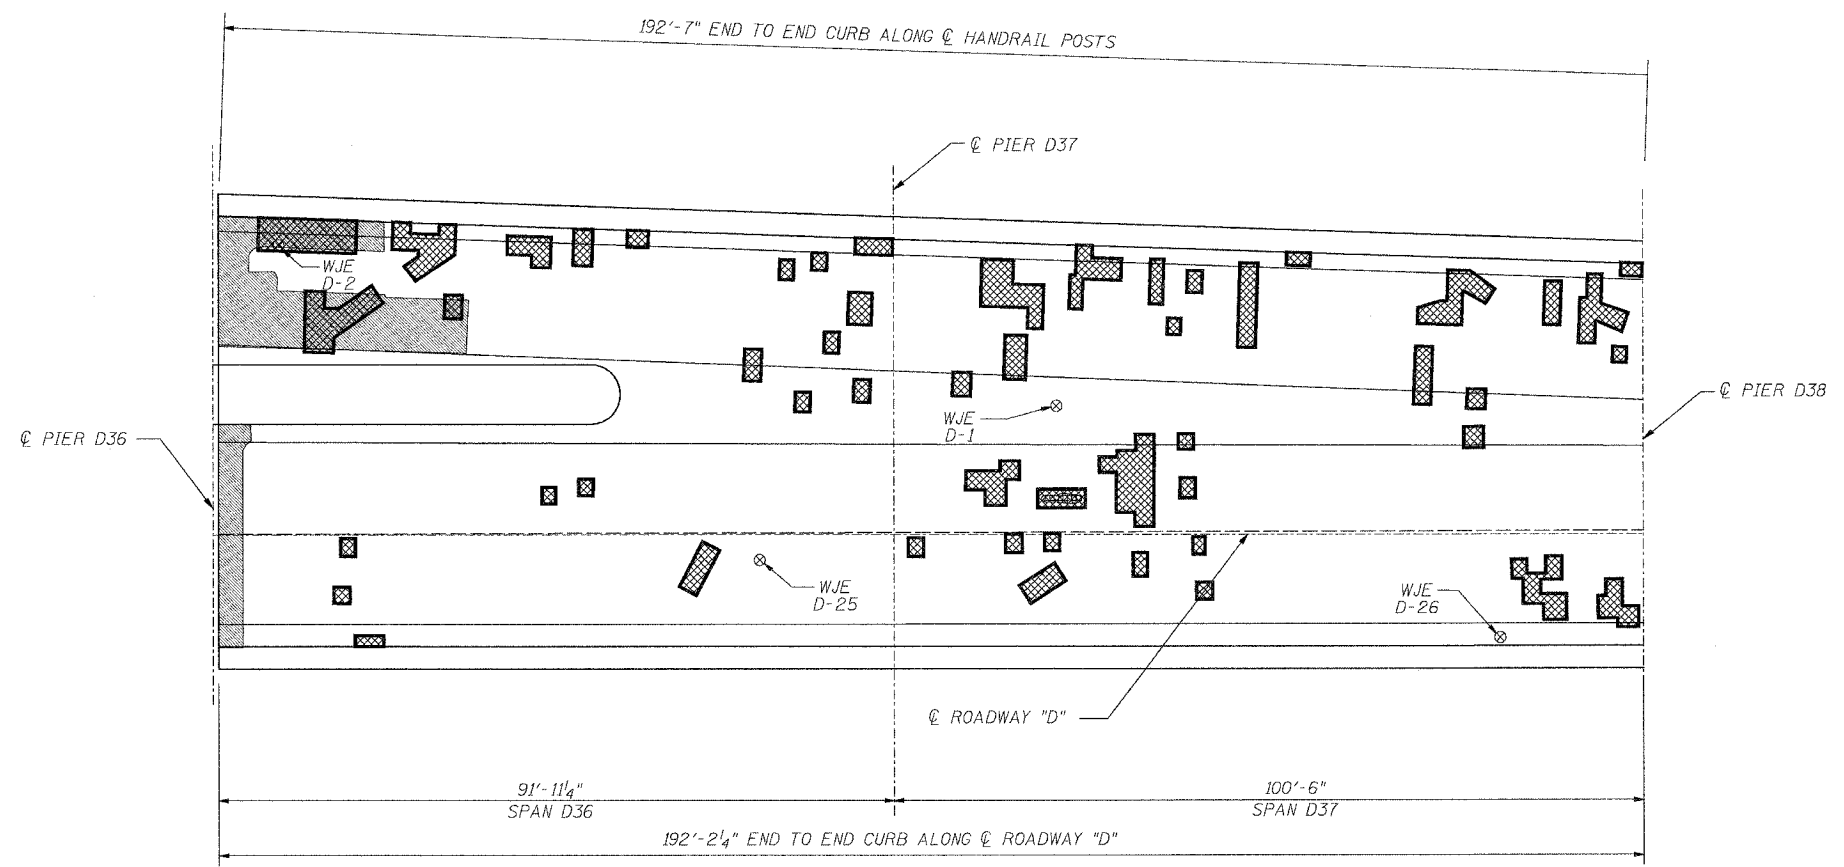 192'-7" END TO END CURB ALONG ℄ HANDRAIL POSTS
℄ PIER D37
WJE
D-2
℄ PIER D38
WJE
D-1
℄ PIER D36
WJE
D-25
WJE
D-26
℄ ROADWAY "D"
91'-11¼"
SPAN D36
100'-6"
SPAN D37
192'-2¼" END TO END CURB ALONG ℄ ROADWAY "D"